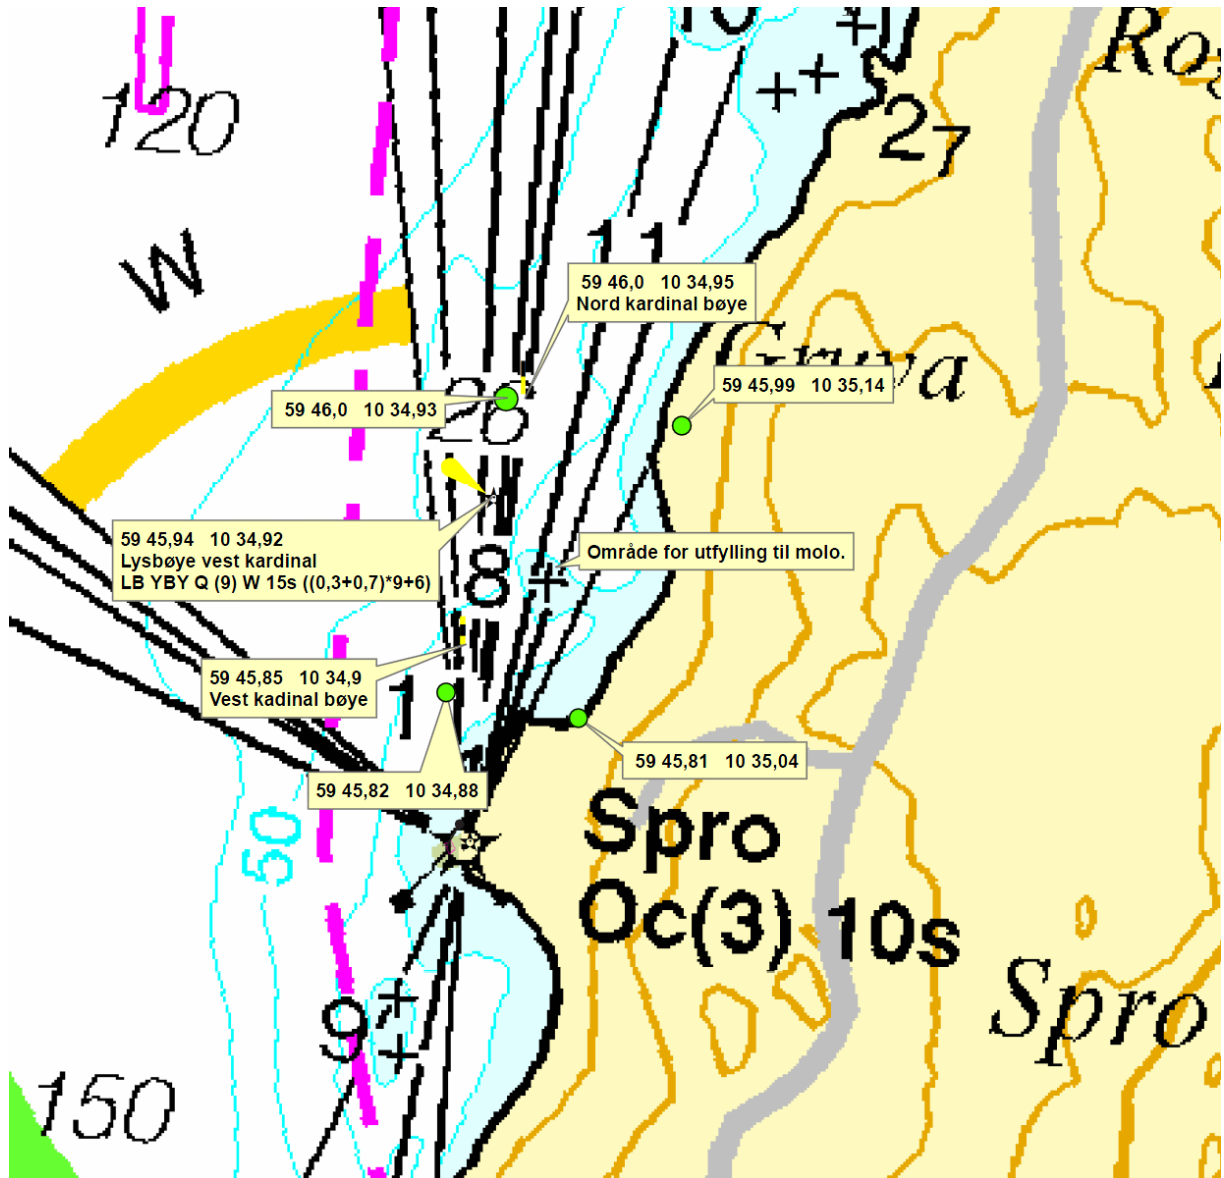 10
Rog
120
27
W
11
59 46,0 10 34,95
Nord kardinal bøye
Gruva
59 45,99 10 35,14
59 46,0 10 34,93
26
59 45,94 10 34,92
Lysbøye vest kardinal
LB YBY Q (9) W 15s ((0,3+0,7)*9+6)
Område for utfylling til molo.
18
59 45,85 10 34,9
Vest kadinal bøye
59 45,81 10 35,04
59 45,82 10 34,88
50
Spro
Oc(3) 10s
Spro
9
150